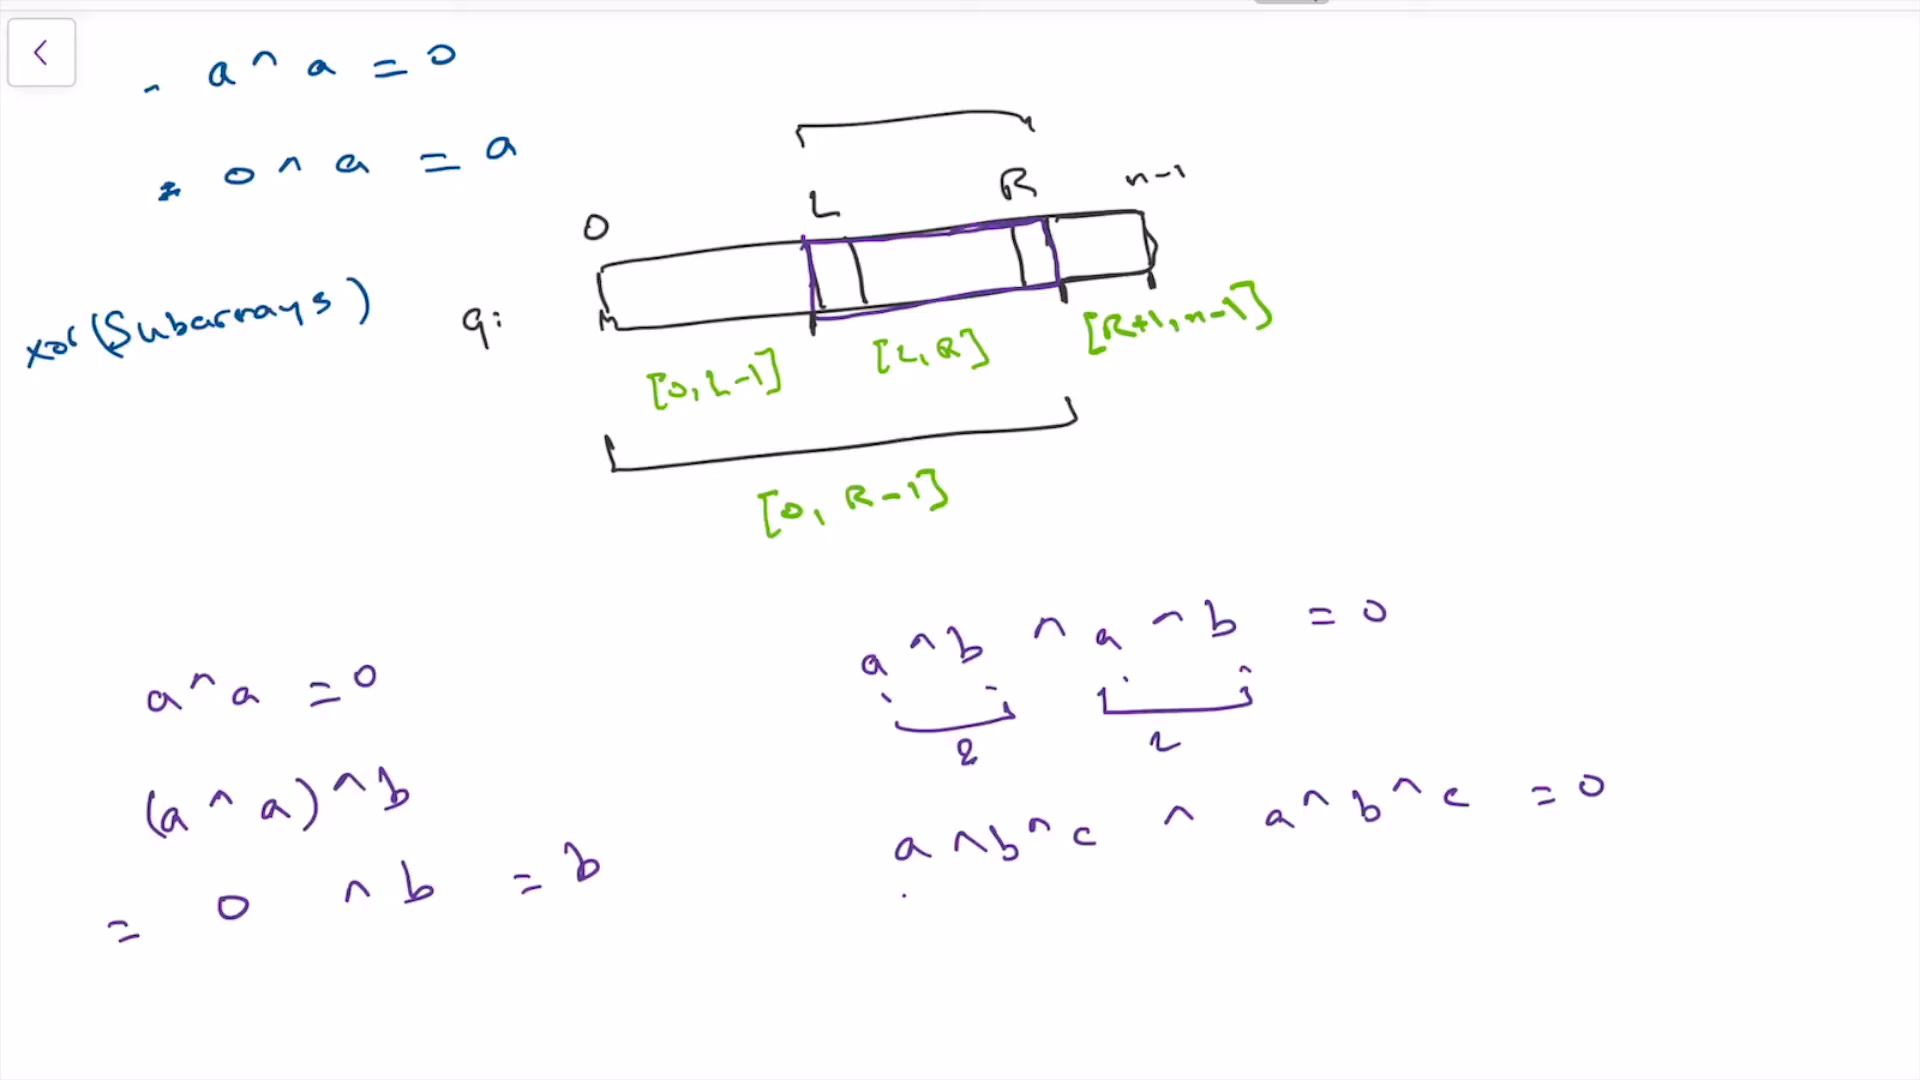 a ^ a = 0
0 ^ a = a
xor(Subarrays)
0 L R n-1
a:
[0, L-1] [L, R] [R+1, n-1]
[0, R-1]
a ^ a = 0
(a ^ a) ^ b
= 0 ^ b = b
a ^ b ^ a ^ b = 0
2 2
a ^ b ^ c ^ a ^ b ^ c = 0